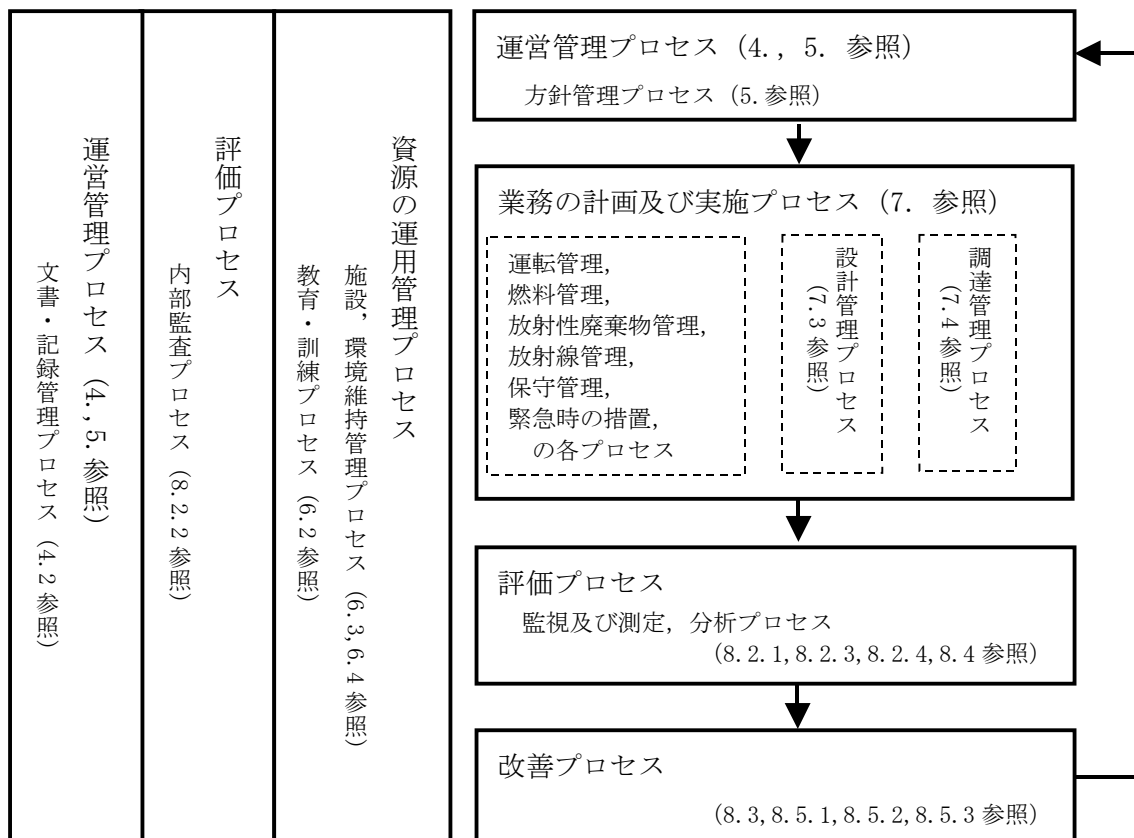 運営管理プロセス (4., 5. 参照)
方針管理プロセス (5.参照)
業務の計画及び実施プロセス (7. 参照)
運転管理,
燃料管理,
放射性廃棄物管理,
放射線管理,
保守管理,
緊急時の措置,
の各プロセス
設計管理プロセス
(7.3参照)
調達管理プロセス
(7.4参照)
評価プロセス
監視及び測定, 分析プロセス
(8.2.1,8.2.3,8.2.4,8.4参照)
改善プロセス
(8.3,8.5.1,8.5.2,8.5.3参照)
資源の運用管理プロセス
施設, 環境維持管理プロセス (6.3,6.4参照)
教育・訓練プロセス (6.2参照)
評価プロセス
内部監査プロセス (8.2.2参照)
運営管理プロセス (4.,5.参照)
文書・記録管理プロセス (4.2参照)